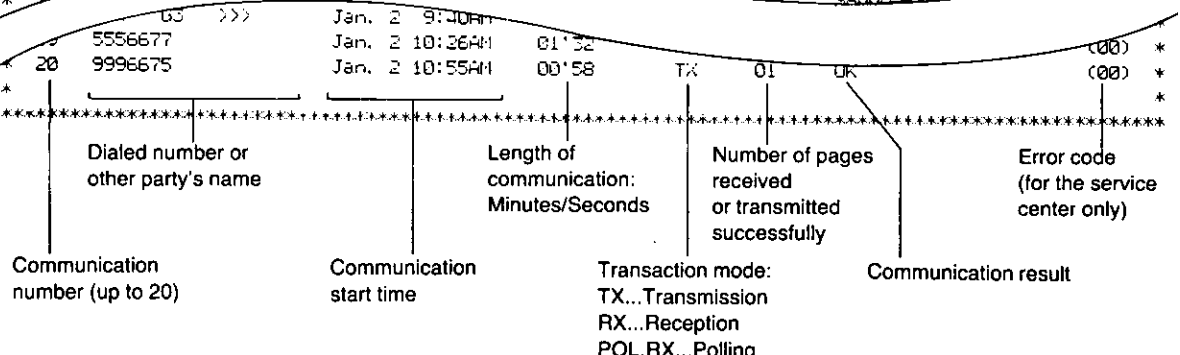 G3 >>> Jan. 2 9:40AM
5556677 Jan. 2 10:26AM 01'32 (00) *
* 20 9996675 Jan. 2 10:55AM 00'58 TX 01 OK (00) *
* *
Dialed number or
other party's name
Length of
communication:
Minutes/Seconds
Number of pages
received
or transmitted
successfully
Error code
(for the service
center only)
Communication
number (up to 20)
Communication
start time
Transaction mode:
TX...Transmission
RX...Reception
POL.RX...Polling
Communication result